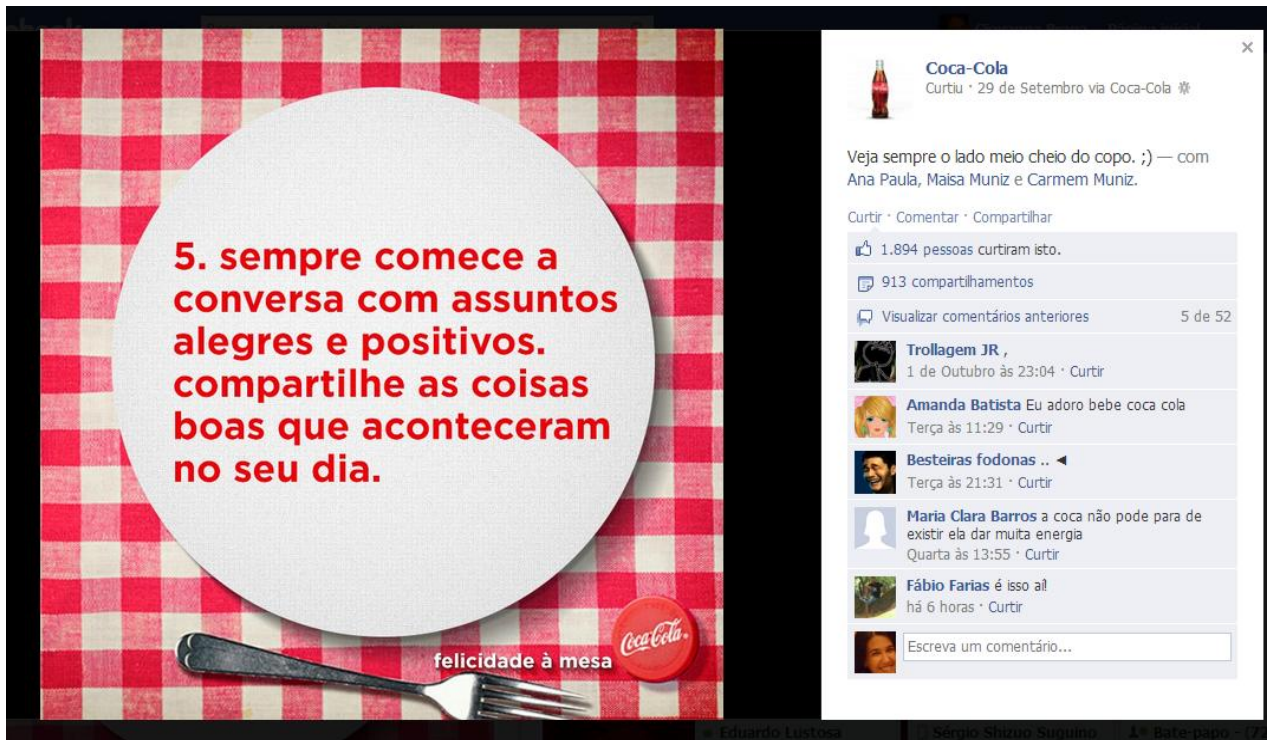 5. sempre comece a
conversa com assuntos
alegres e positivos.
compartilhe as coisas
boas que aconteceram
no seu dia.
felicidade à mesa
Coca-Cola
Coca-Cola
Curtiu · 29 de Setembro via Coca-Cola
Veja sempre o lado meio cheio do copo. ;) — com
Ana Paula, Maisa Muniz e Carmem Muniz.
Curtir · Comentar · Compartilhar
1.894 pessoas curtiram isto.
913 compartilhamentos
Visualizar comentários anteriores 5 de 52
Trollagem JR ,
1 de Outubro às 23:04 · Curtir
Amanda Batista Eu adoro bebe coca cola
Terça às 11:29 · Curtir
Besteiras fodonas .. ◄
Terça às 21:31 · Curtir
Maria Clara Barros a coca não pode para de
existir ela dar muita energia
Quarta às 13:55 · Curtir
Fábio Farias é isso aí!
há 6 horas · Curtir
Escreva um comentário...
Eduardo Lustosa Sérgio Shizuo Suguino Bate-papo